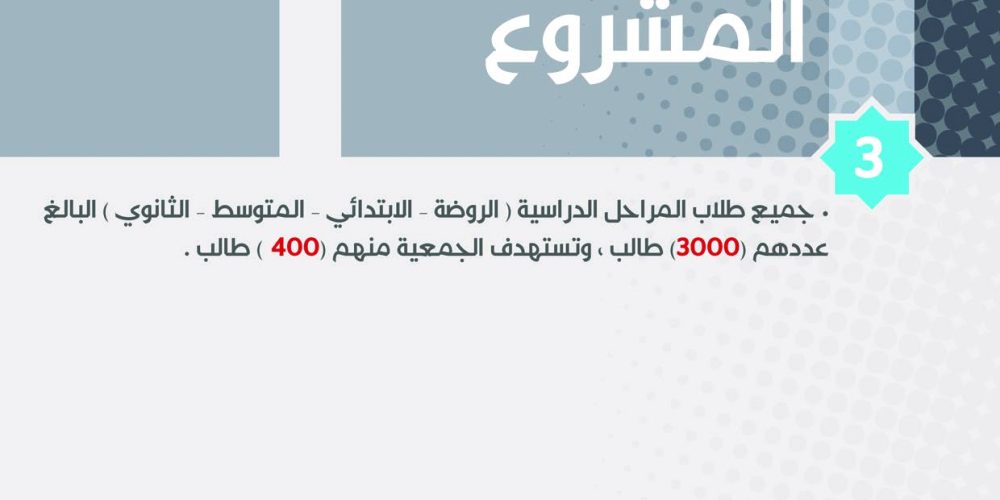 المشروع
3
• جميع طلاب المراحل الدراسية ( الروضة - الابتدائي - المتوسط - الثانوي ) البالغ
عددهم (3000) طالب ، وتستهدف الجمعية منهم (400 ) طالب .